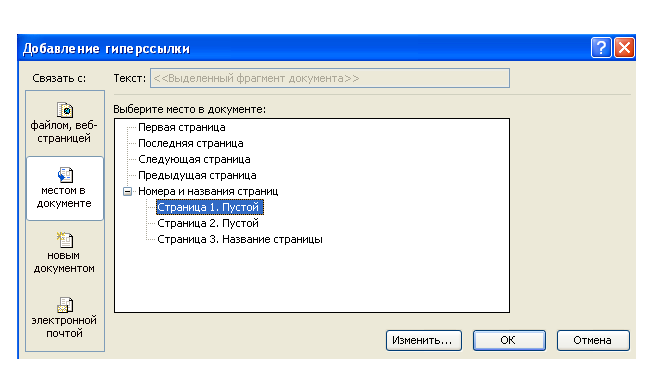 Добавление гиперссылки
Связать с:
Текст: <<Выделенный фрагмент документа>>
файлом, веб-
страницей
местом в
документе
новым
документом
электронной
почтой
Выберите место в документе:
Первая страница
Последняя страница
Следующая страница
Предыдущая страница
Номера и названия страниц
Страница 1. Пустой
Страница 2. Пустой
Страница 3. Название страницы
Изменить... ОК Отмена